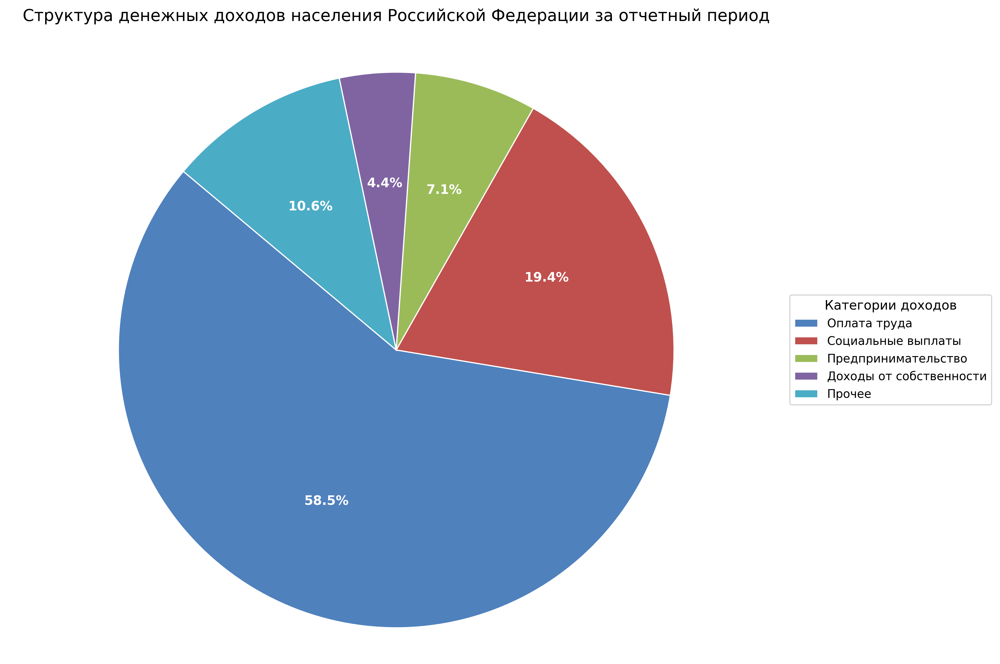 Структура денежных доходов населения Российской Федерации за отчетный период
4.4%
7.1%
10.6%
19.4%
58.5%
Категории доходов
Оплата труда
Социальные выплаты
Предпринимательство
Доходы от собственности
Прочее